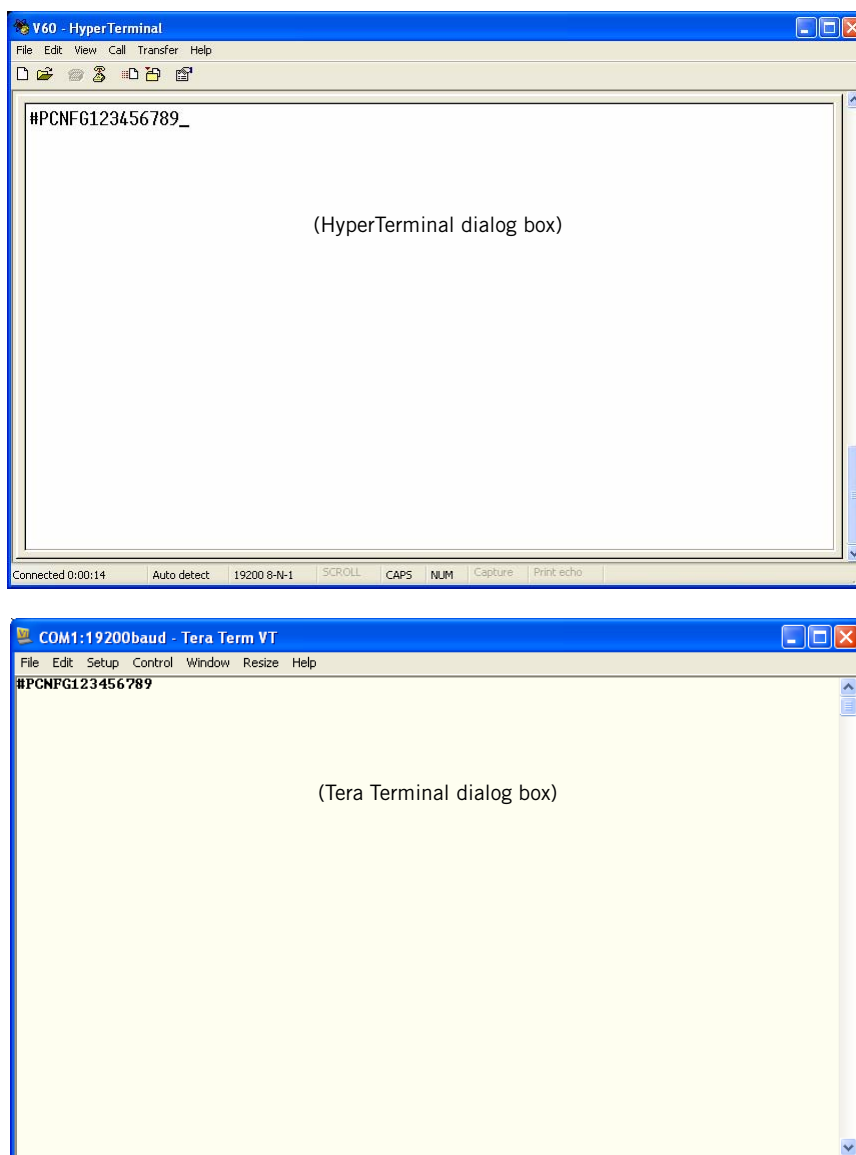 V60 - HyperTerminal
File Edit View Call Transfer Help
#PCNFG123456789_
(HyperTerminal dialog box)
Connected 0:00:14 Auto detect 19200 8-N-1 SCROLL CAPS NUM Capture Print echo
COM1:19200baud - Tera Term VT
File Edit Setup Control Window Resize Help
#PCNFG123456789
(Tera Terminal dialog box)